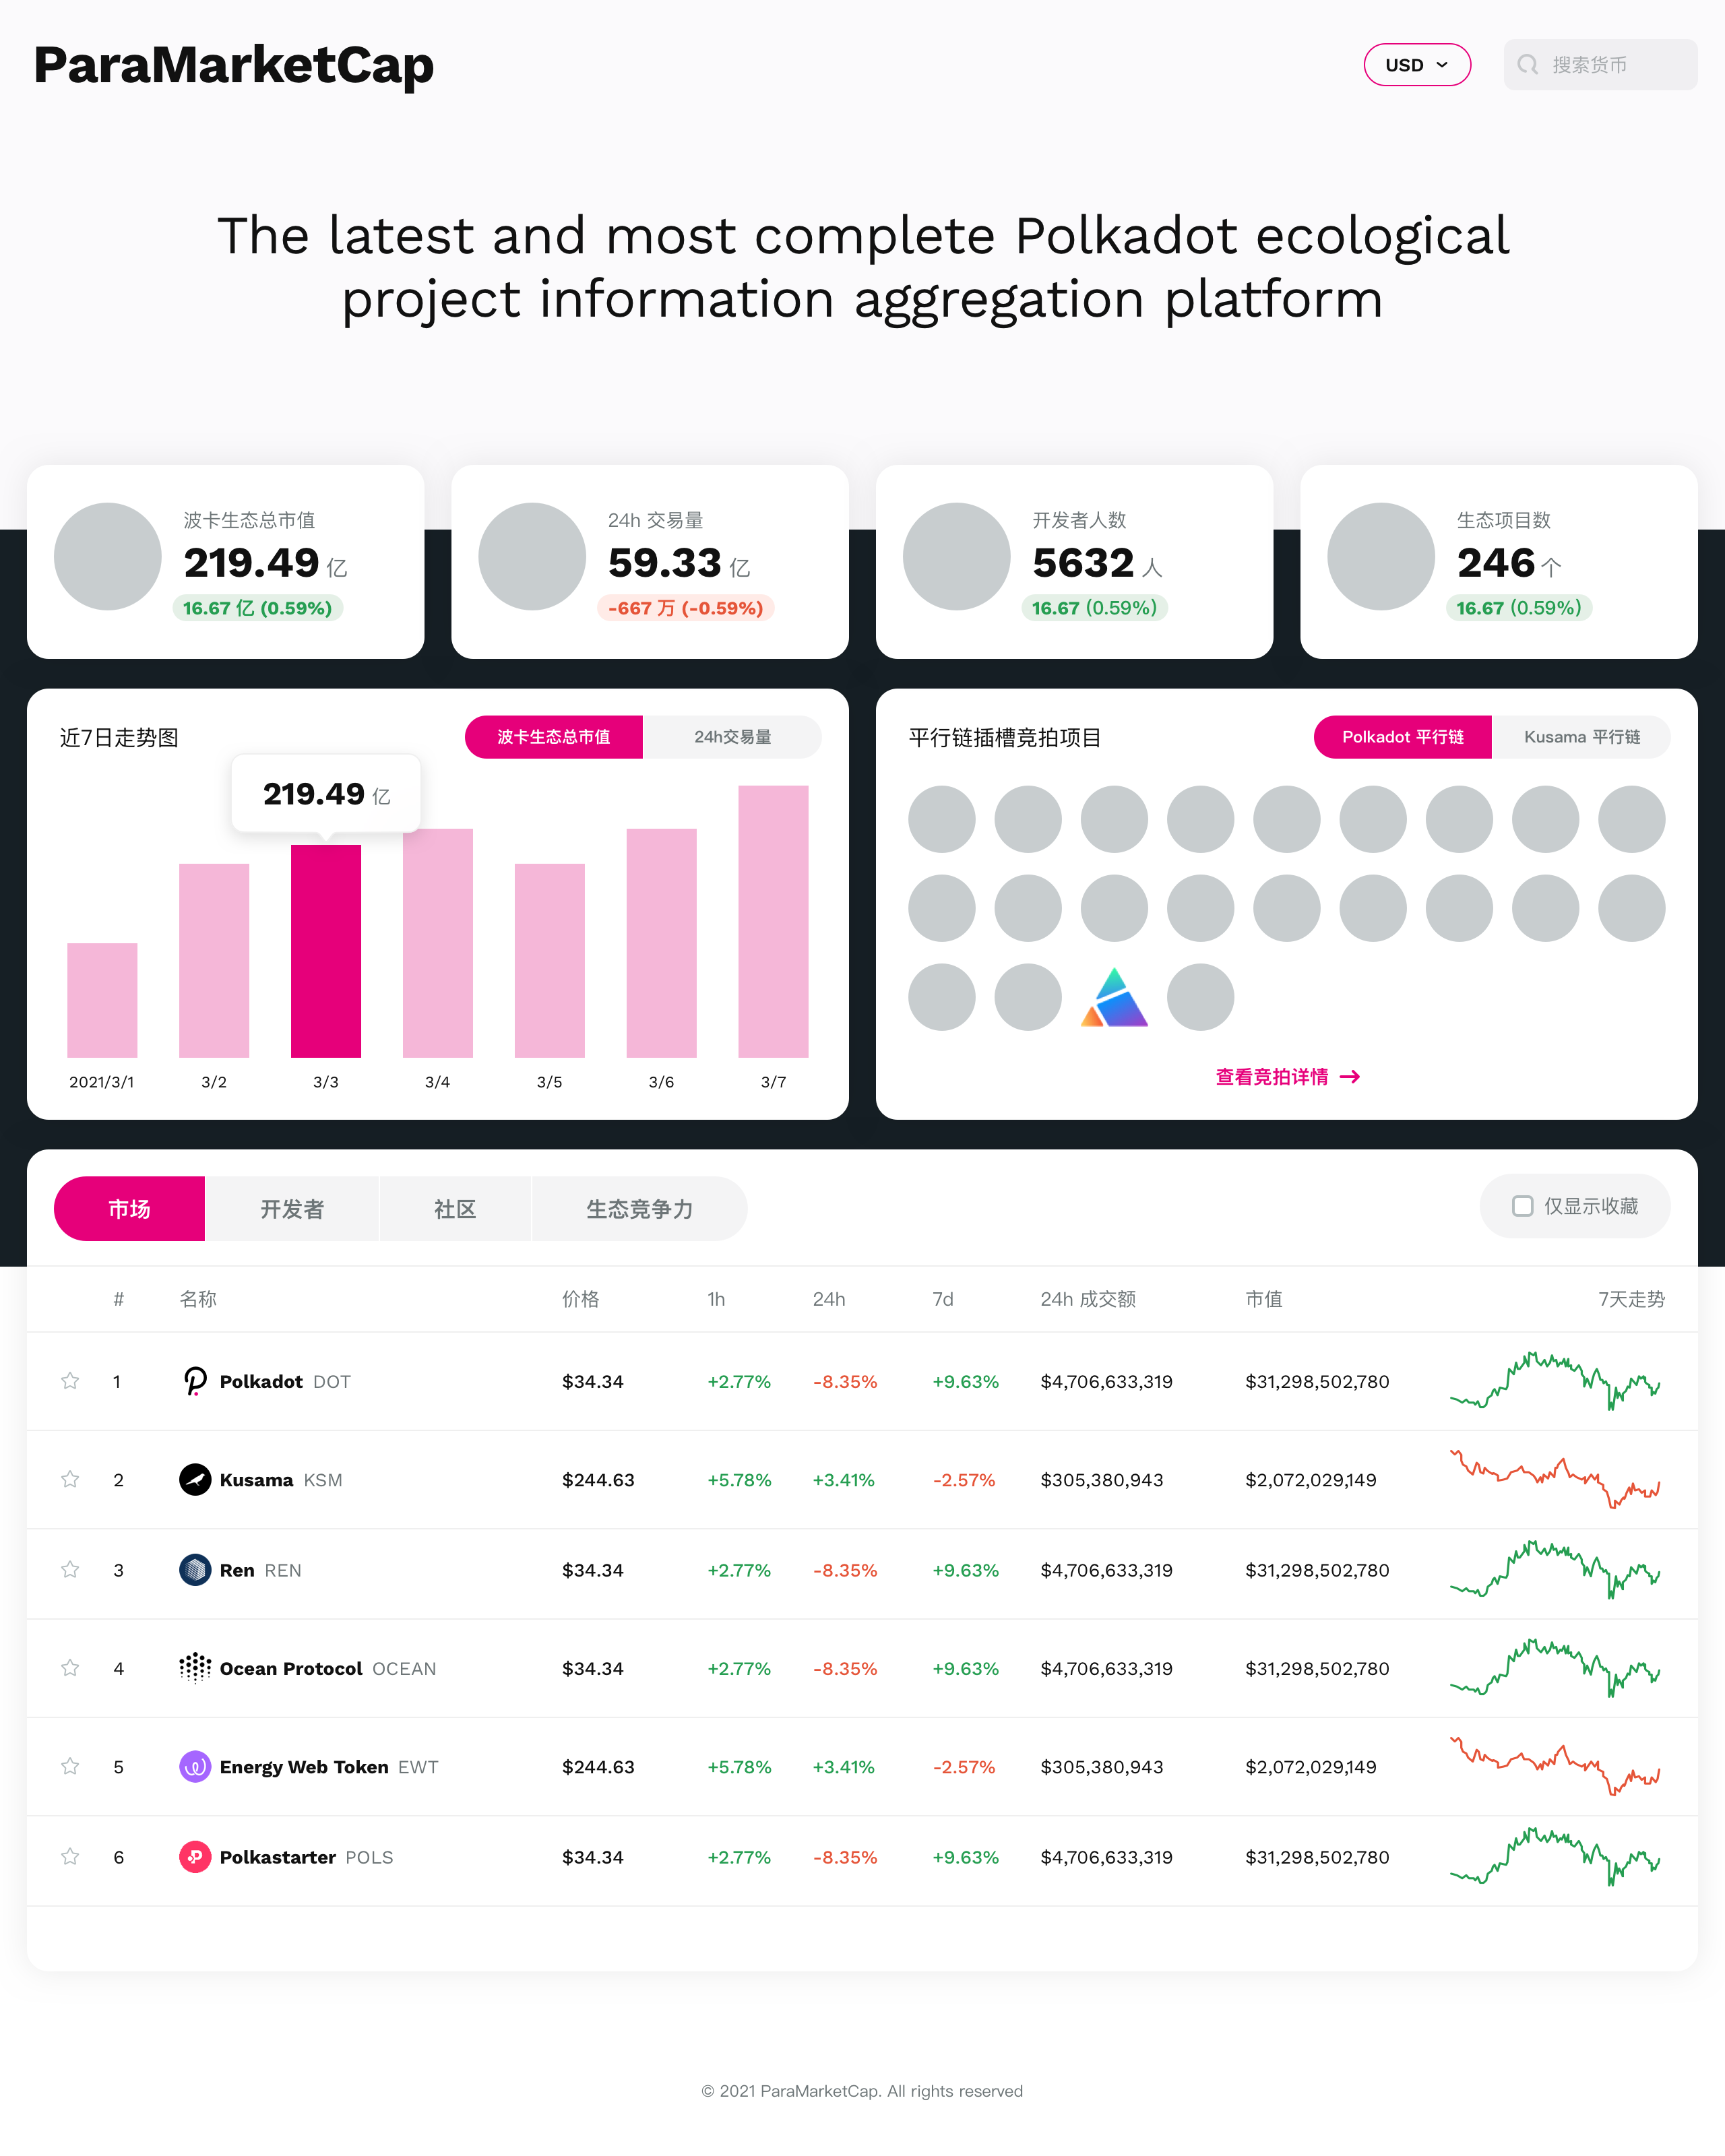 ParaMarketCap
USD
搜索货币
The latest and most complete Polkadot ecological
project information aggregation platform
波卡生态总市值
219.49 亿
16.67 亿 (0.59%)
24h 交易量
59.33 亿
-667 万 (-0.59%)
开发者人数
5632 人
16.67 (0.59%)
生态项目数
246 个
16.67 (0.59%)
近7日走势图
波卡生态总市值
24h交易量
219.49 亿
2021/3/1
3/2
3/3
3/4
3/5
3/6
3/7
平行链插槽竞拍项目
Polkadot 平行链
Kusama 平行链
查看竞拍详情
市场
开发者
社区
生态竞争力
仅显示收藏
# 名称 价格 1h 24h 7d 24h 成交额 市值 7天走势
1 Polkadot DOT $34.34 +2.77% -8.35% +9.63% $4,706,633,319 $31,298,502,780
2 Kusama KSM $244.63 +5.78% +3.41% -2.57% $305,380,943 $2,072,029,149
3 Ren REN $34.34 +2.77% -8.35% +9.63% $4,706,633,319 $31,298,502,780
4 Ocean Protocol OCEAN $34.34 +2.77% -8.35% +9.63% $4,706,633,319 $31,298,502,780
5 Energy Web Token EWT $244.63 +5.78% +3.41% -2.57% $305,380,943 $2,072,029,149
6 Polkastarter POLS $34.34 +2.77% -8.35% +9.63% $4,706,633,319 $31,298,502,780
© 2021 ParaMarketCap. All rights reserved